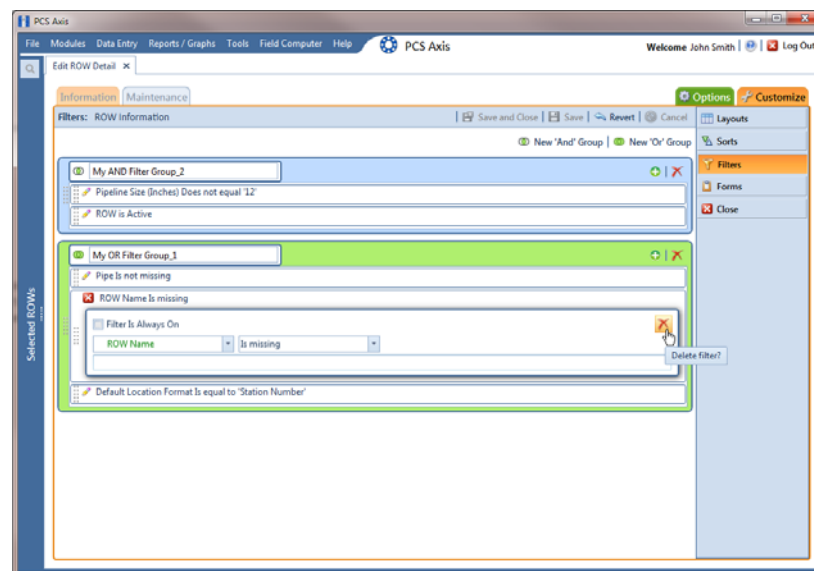 PCS Axis
File Modules Data Entry Reports / Graphs Tools Field Computer Help PCS Axis Welcome John Smith Log Out
Edit ROW Detail
Information Maintenance Options Customize
Filters: ROW Information Save and Close Save Revert Cancel Layouts
New 'And' Group New 'Or' Group Sorts
My AND Filter Group_2 Filters
Pipeline Size (Inches) Does not equal '12' Forms
ROW is Active Close
My OR Filter Group_1
Pipe Is not missing
ROW Name Is missing
Filter Is Always On
ROW Name Is missing
Delete filter?
Default Location Format Is equal to 'Station Number'
Selected ROWs